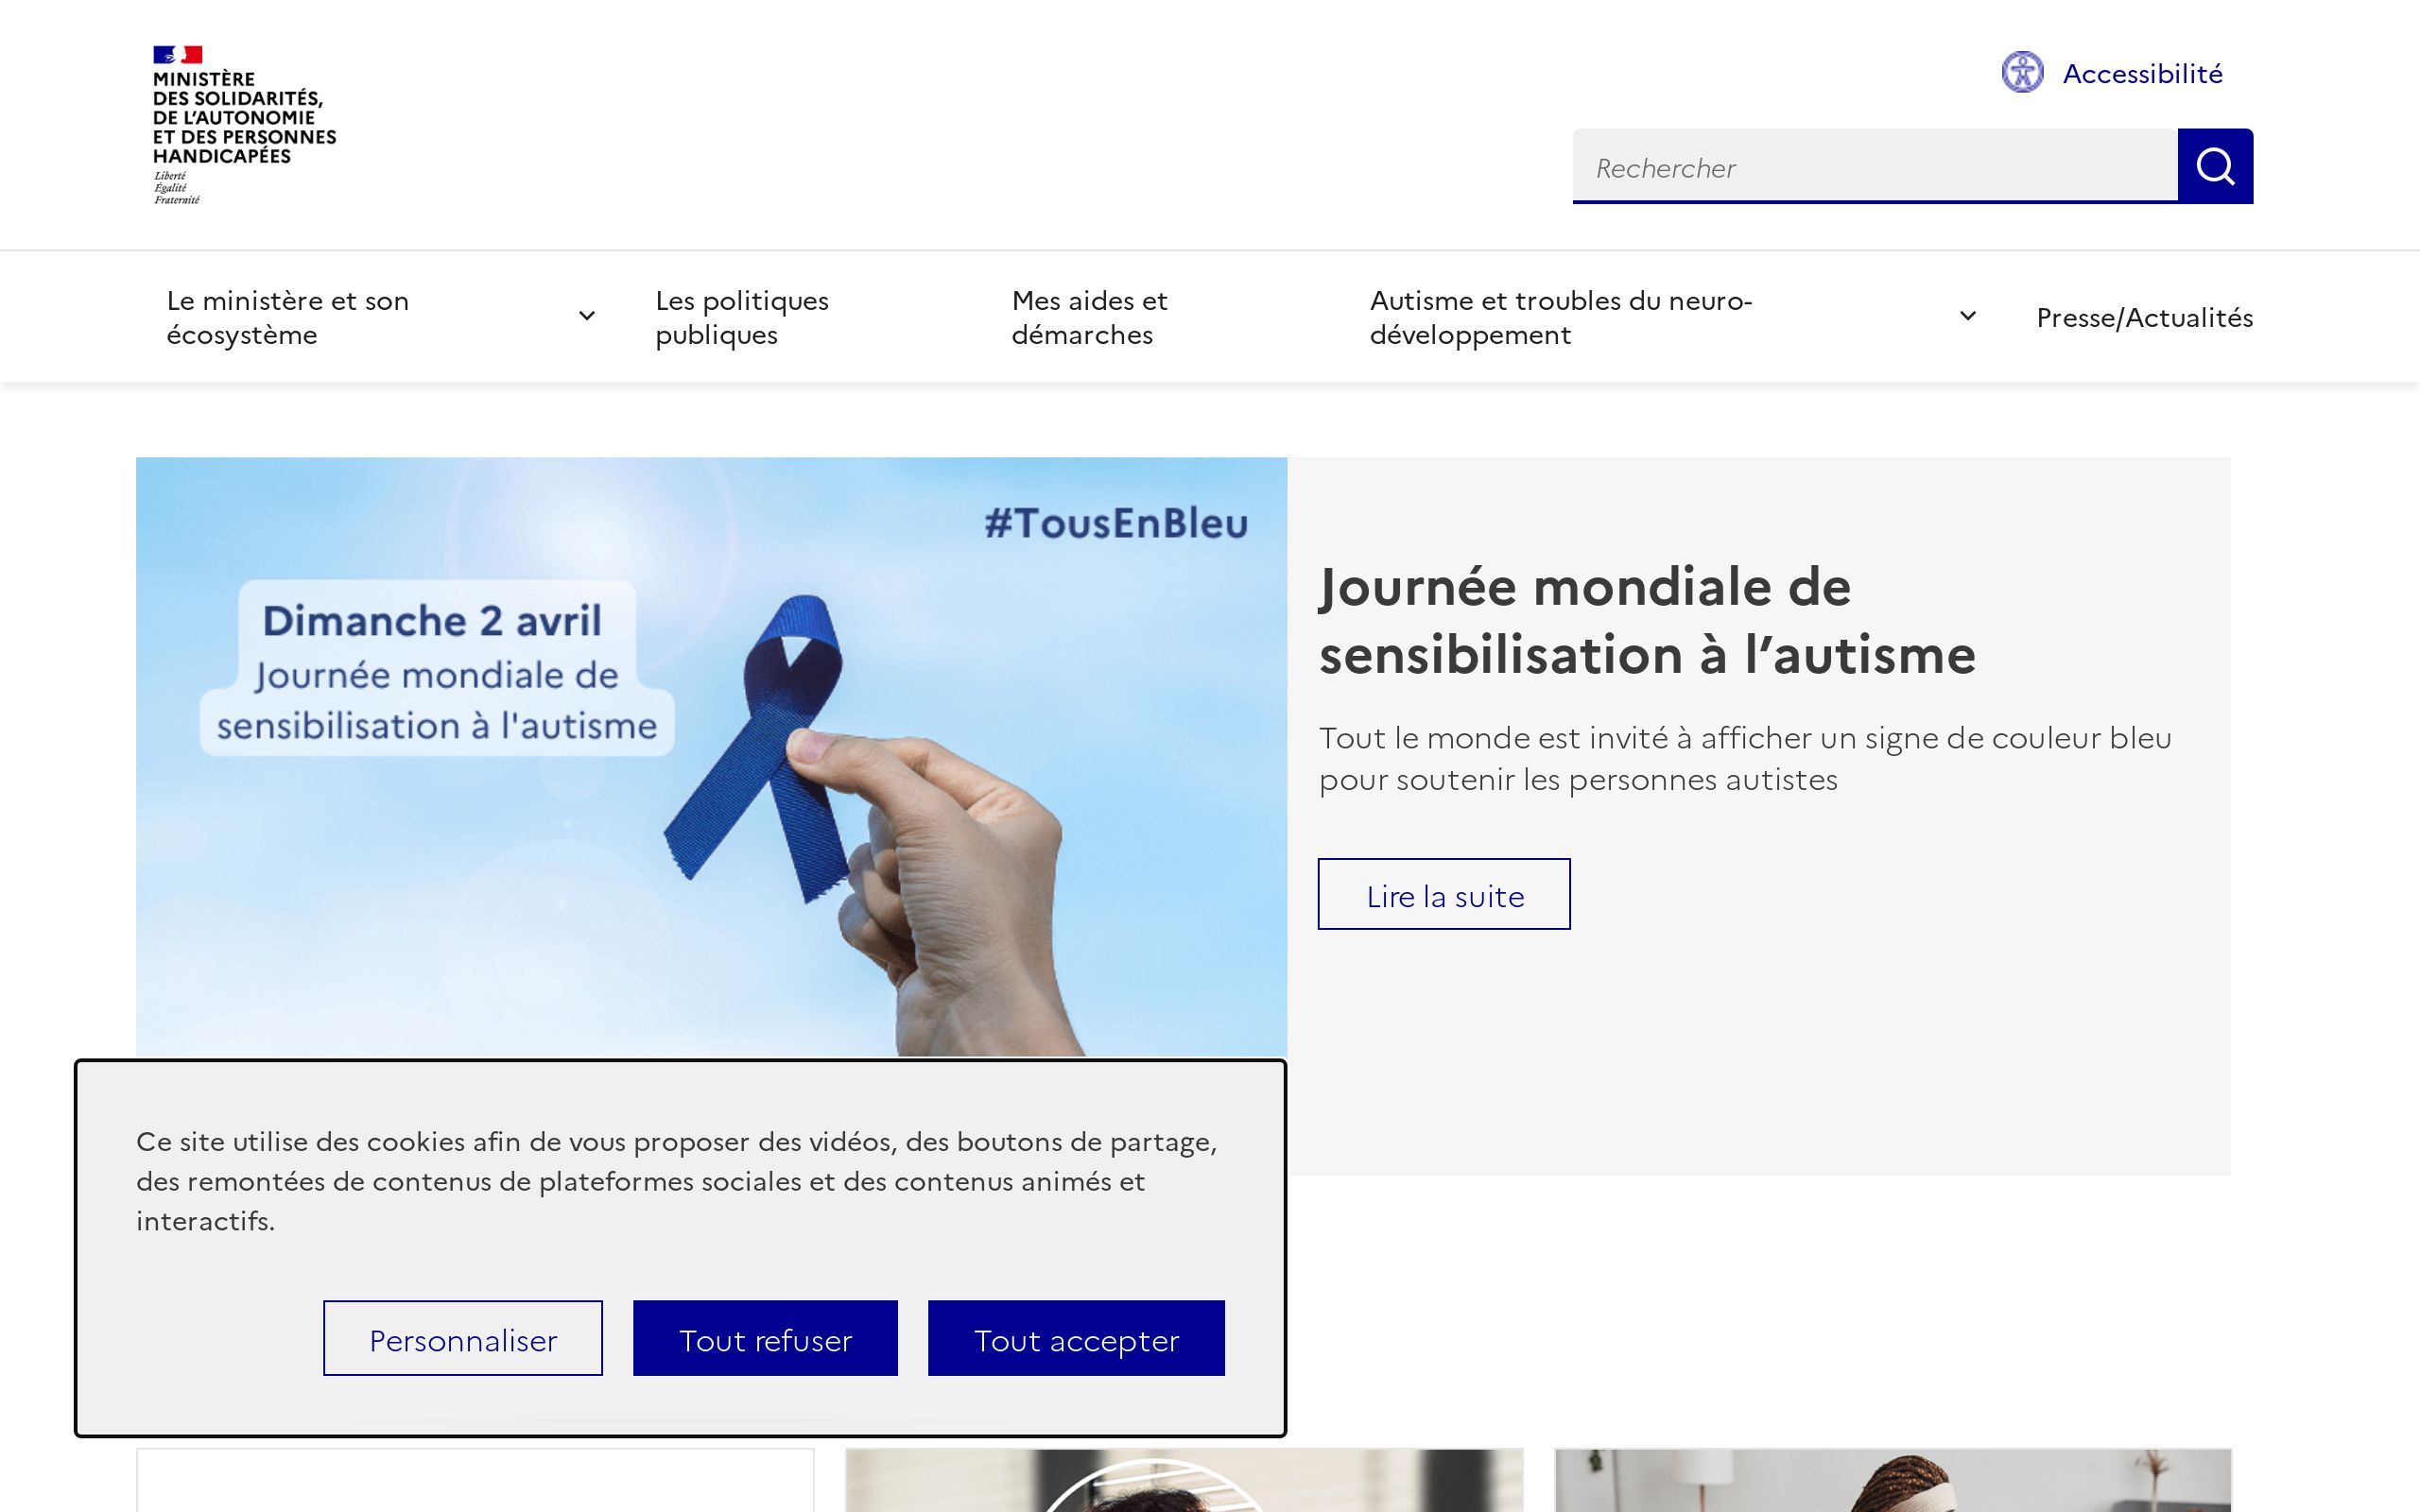 MINISTÈRE
DES SOLIDARITÉS,
DE L'AUTONOMIE
ET DES PERSONNES
HANDICAPÉES
Liberté
Égalité
Fraternité
Accessibilité
Rechercher
Le ministère et son
écosystème
Les politiques
publiques
Mes aides et
démarches
Autisme et troubles du neuro-
développement
Presse/Actualités
#TousEnBleu
Dimanche 2 avril
Journée mondiale de
sensibilisation à l'autisme
Journée mondiale de
sensibilisation à l’autisme
Tout le monde est invité à afficher un signe de couleur bleu
pour soutenir les personnes autistes
Lire la suite
Ce site utilise des cookies afin de vous proposer des vidéos, des boutons de partage,
des remontées de contenus de plateformes sociales et des contenus animés et
interactifs.
Personnaliser
Tout refuser
Tout accepter